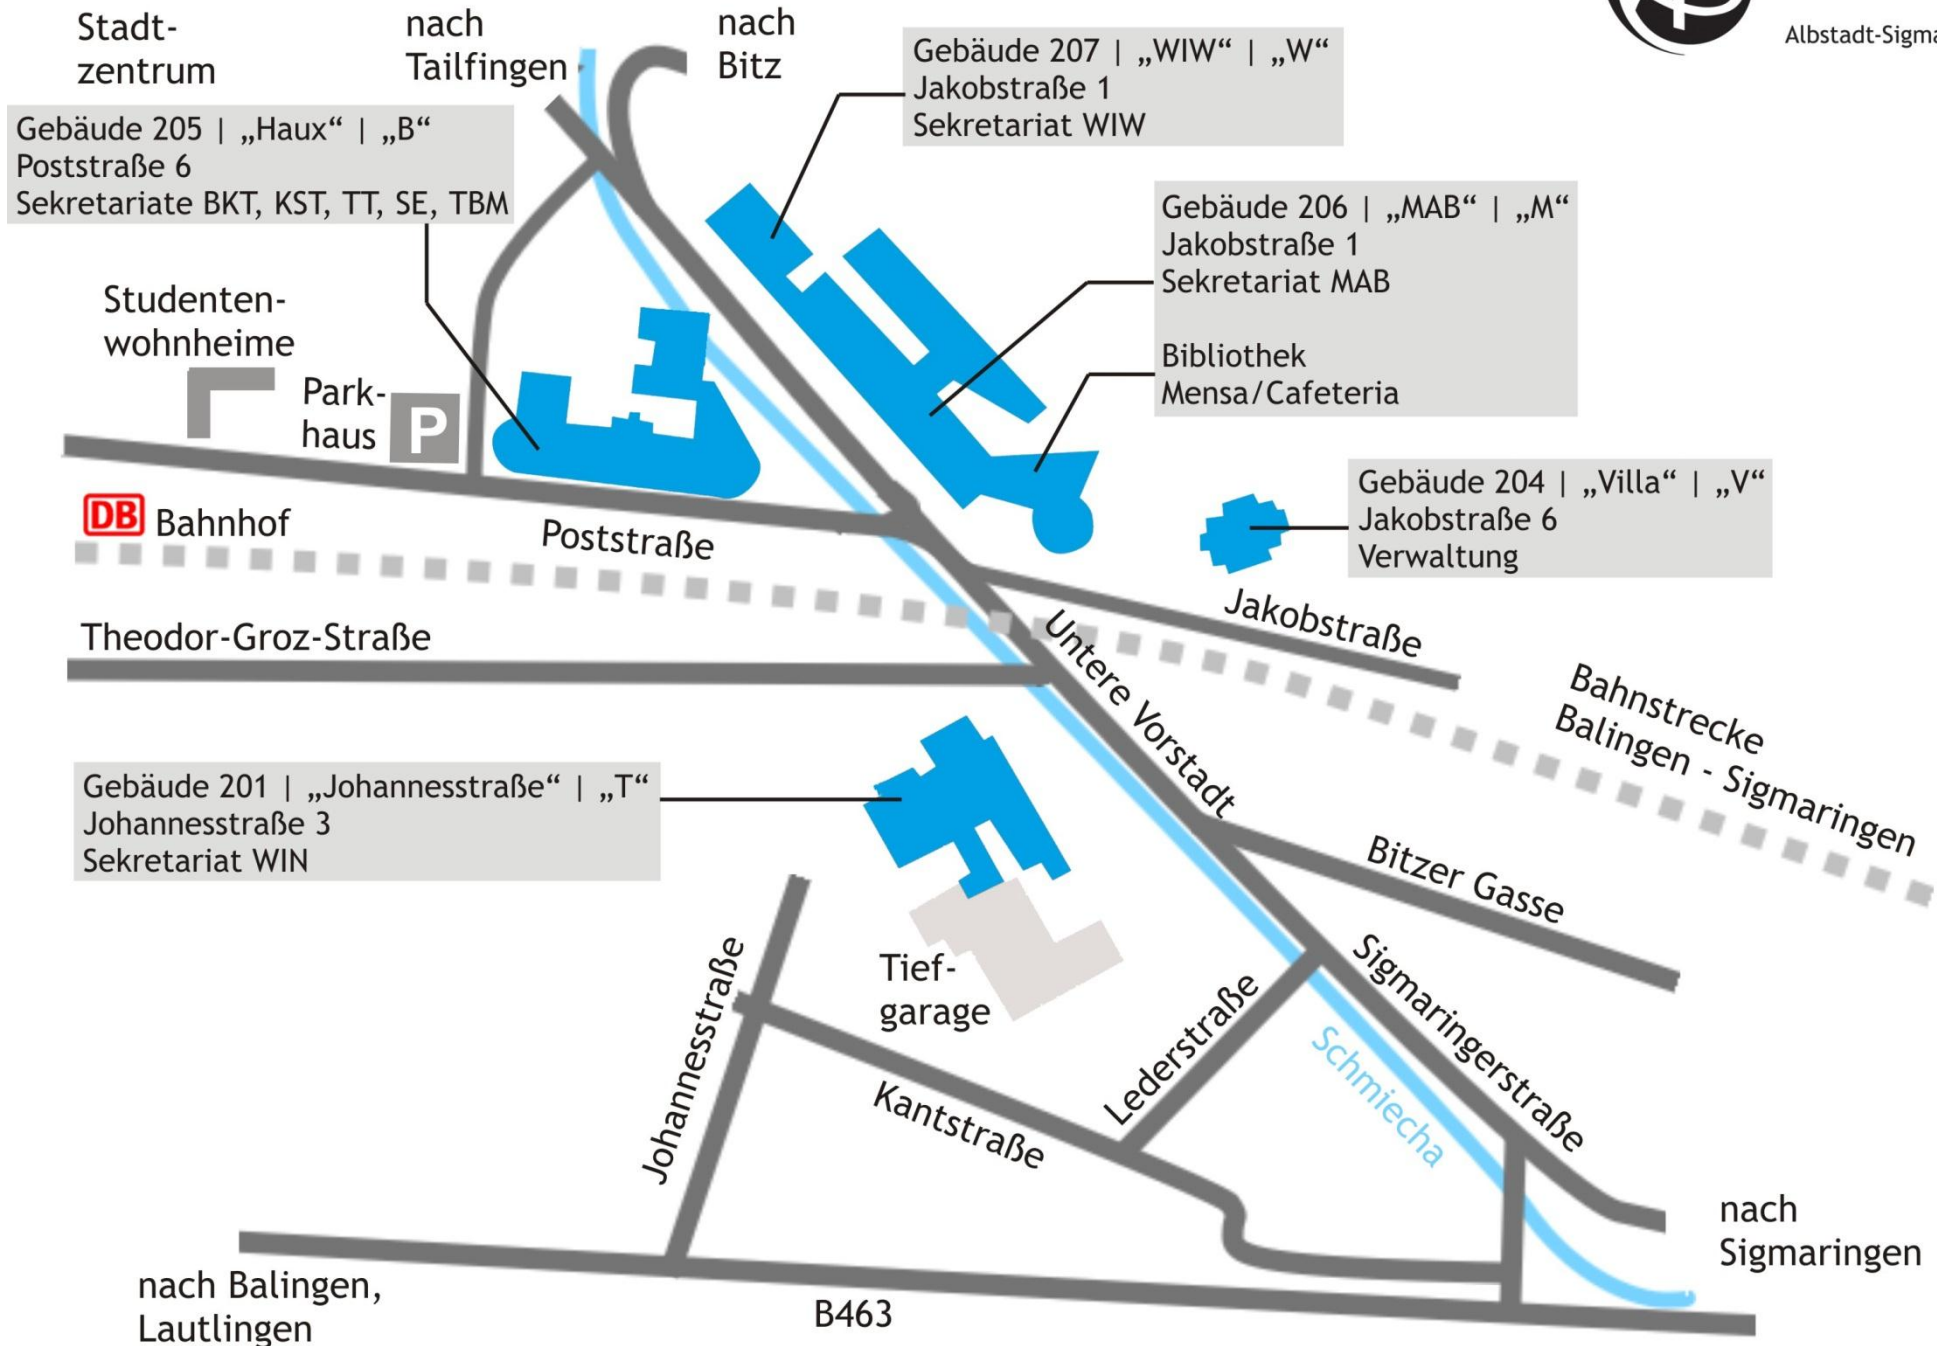 Stadt-
zentrum
nach
Tailfingen
nach
Bitz
Gebäude 207 | „WIW“ | „W“
Jakobstraße 1
Sekretariat WIW
Gebäude 205 | „Haux“ | „B“
Poststraße 6
Sekretariate BKT, KST, TT, SE, TBM
Gebäude 206 | „MAB“ | „M“
Jakobstraße 1
Sekretariat MAB
Bibliothek
Mensa/Cafeteria
Studenten-
wohnheime
Park-
haus
P
Gebäude 204 | „Villa“ | „V“
Jakobstraße 6
Verwaltung
DB Bahnhof
Poststraße
Jakobstraße
Theodor-Groz-Straße
Untere Vorstadt
Bahnstrecke
Balingen - Sigmaringen
Gebäude 201 | „Johannesstraße“ | „T“
Johannesstraße 3
Sekretariat WIN
Bitzer Gasse
Johannesstraße
Tief-
garage
Lederstraße
Sigmaringerstraße
Schmiecha
Kantstraße
nach
Sigmaringen
nach Balingen,
Lautlingen
B463